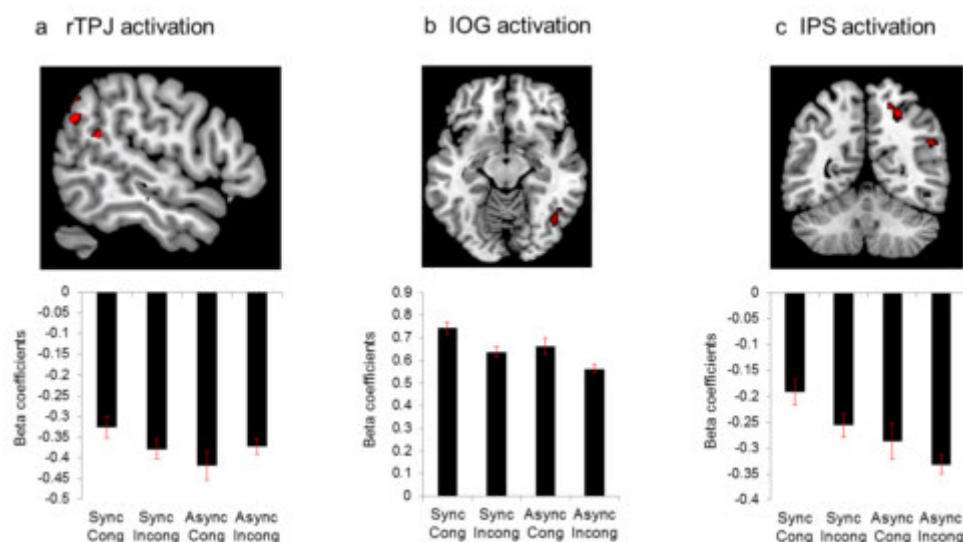 a rTPJ activation
b IOG activation
c IPS activation
0
-0.05
-0.1
-0.15
-0.2
-0.25
-0.3
-0.35
-0.4
-0.45
-0.5
Beta coefficients
Sync Sync Async Async
Cong Incong Cong Incong
0.9
0.8
0.7
0.6
0.5
0.4
0.3
0.2
0.1
0
Beta coefficients
Sync Sync Async Async
Cong Incong Cong Incong
0
-0.05
-0.1
-0.15
-0.2
-0.25
-0.3
-0.35
-0.4
Beta coefficients
Sync Sync Async Async
Cong Incong Cong Incong